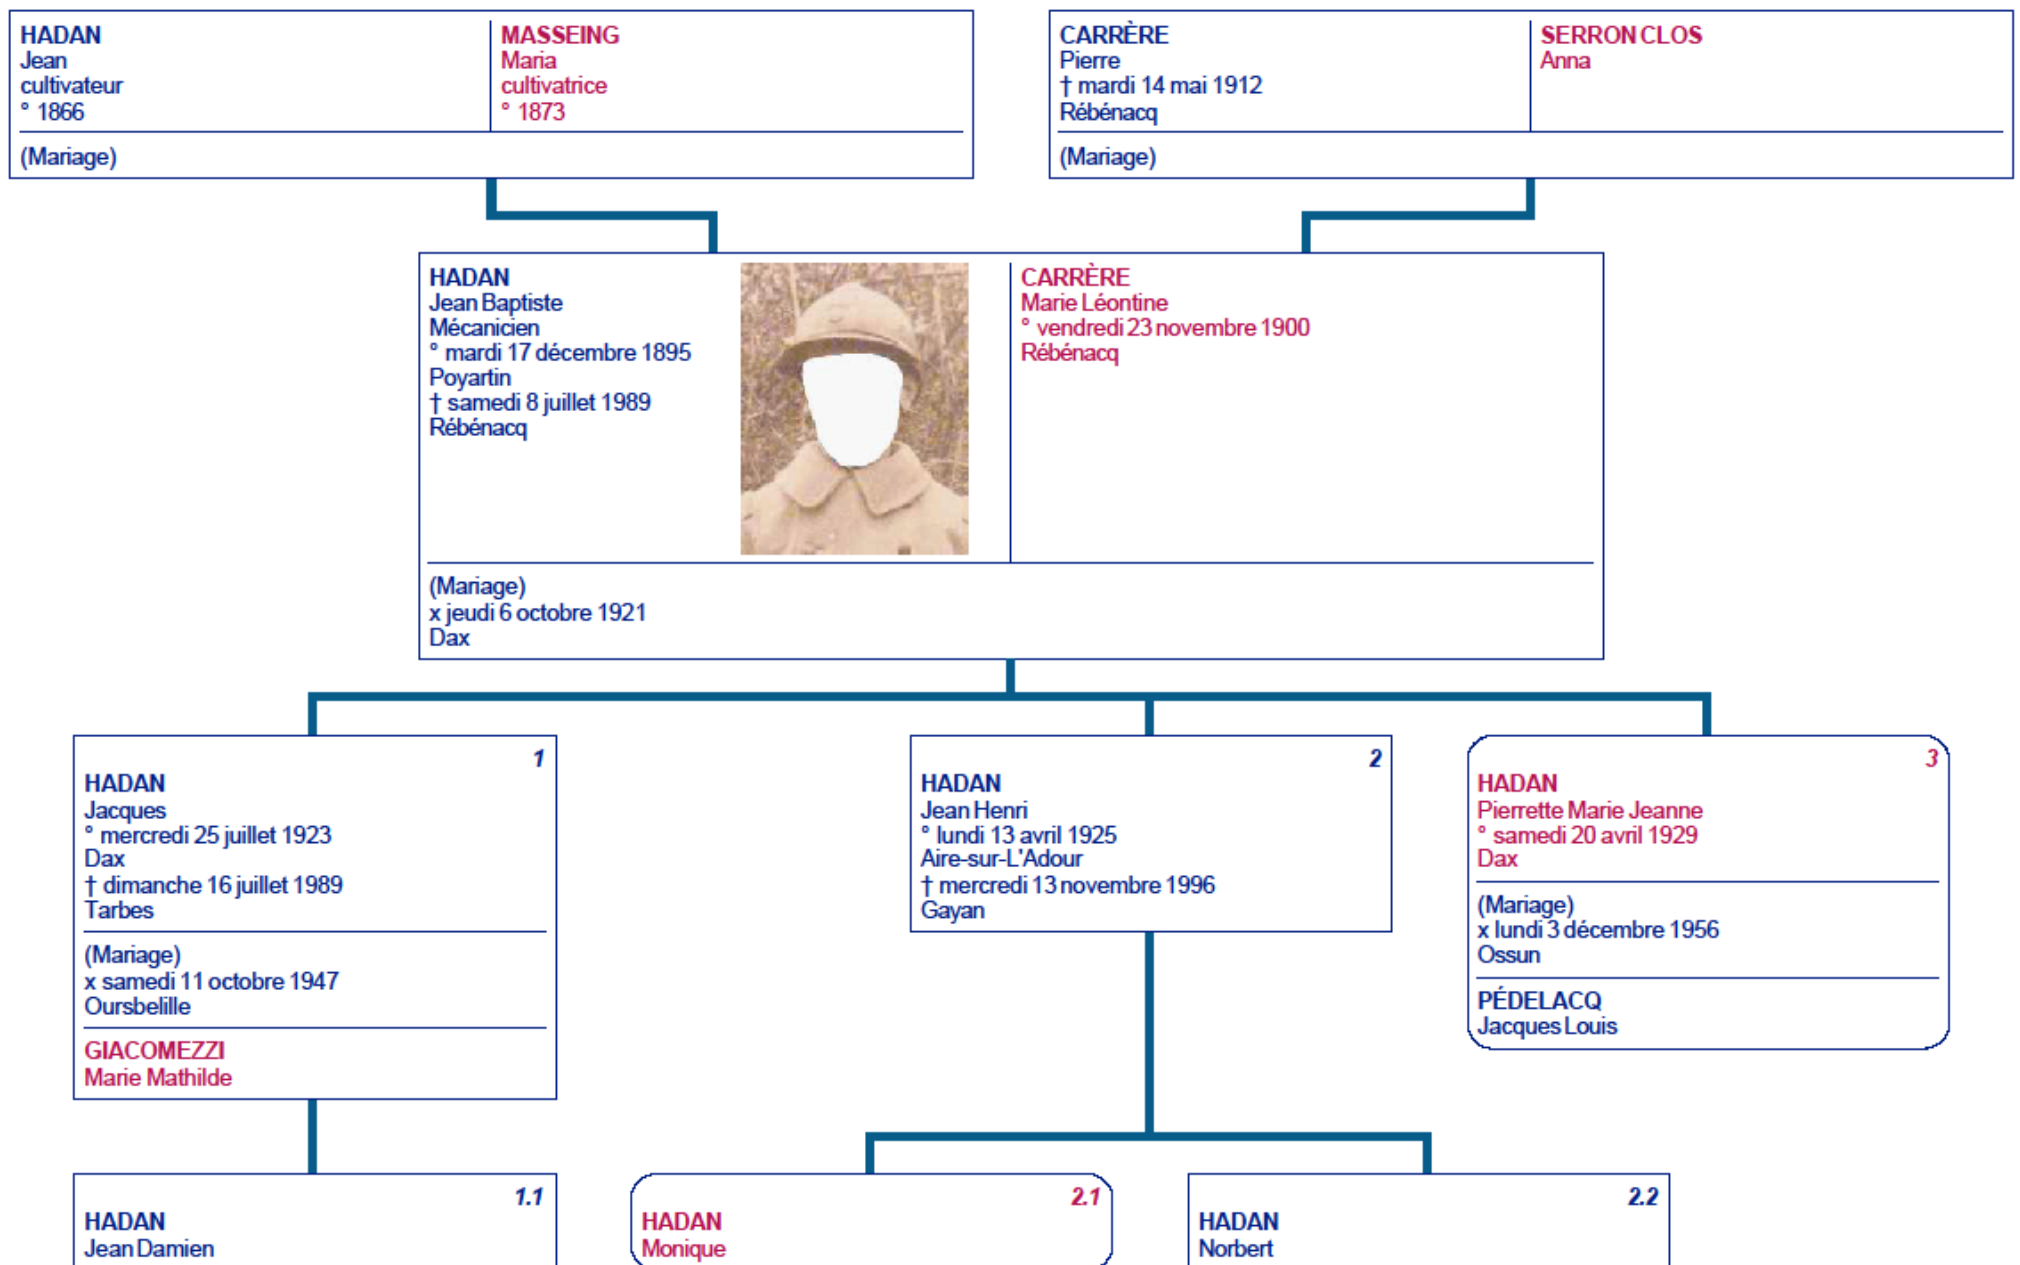 HADAN
Jean
cultivateur
° 1866
MASSEING
Maria
cultivatrice
° 1873
(Mariage)
CARRÈRE
Pierre
† mardi 14 mai 1912
Rébénacq
SERRON CLOS
Anna
(Mariage)
HADAN
Jean Baptiste
Mécanicien
° mardi 17 décembre 1895
Poyartin
† samedi 8 juillet 1989
Rébénacq
CARRÈRE
Marie Léontine
° vendredi 23 novembre 1900
Rébénacq
(Mariage)
x jeudi 6 octobre 1921
Dax
1
HADAN
Jacques
° mercredi 25 juillet 1923
Dax
† dimanche 16 juillet 1989
Tarbes
(Mariage)
x samedi 11 octobre 1947
Oursbelille
GIACOMEZZI
Marie Mathilde
2
HADAN
Jean Henri
° lundi 13 avril 1925
Aire-sur-L'Adour
† mercredi 13 novembre 1996
Gayan
3
HADAN
Pierrette Marie Jeanne
° samedi 20 avril 1929
Dax
(Mariage)
x lundi 3 décembre 1956
Ossun
PÉDELACQ
Jacques Louis
1.1
HADAN
Jean Damien
2.1
HADAN
Monique
2.2
HADAN
Norbert